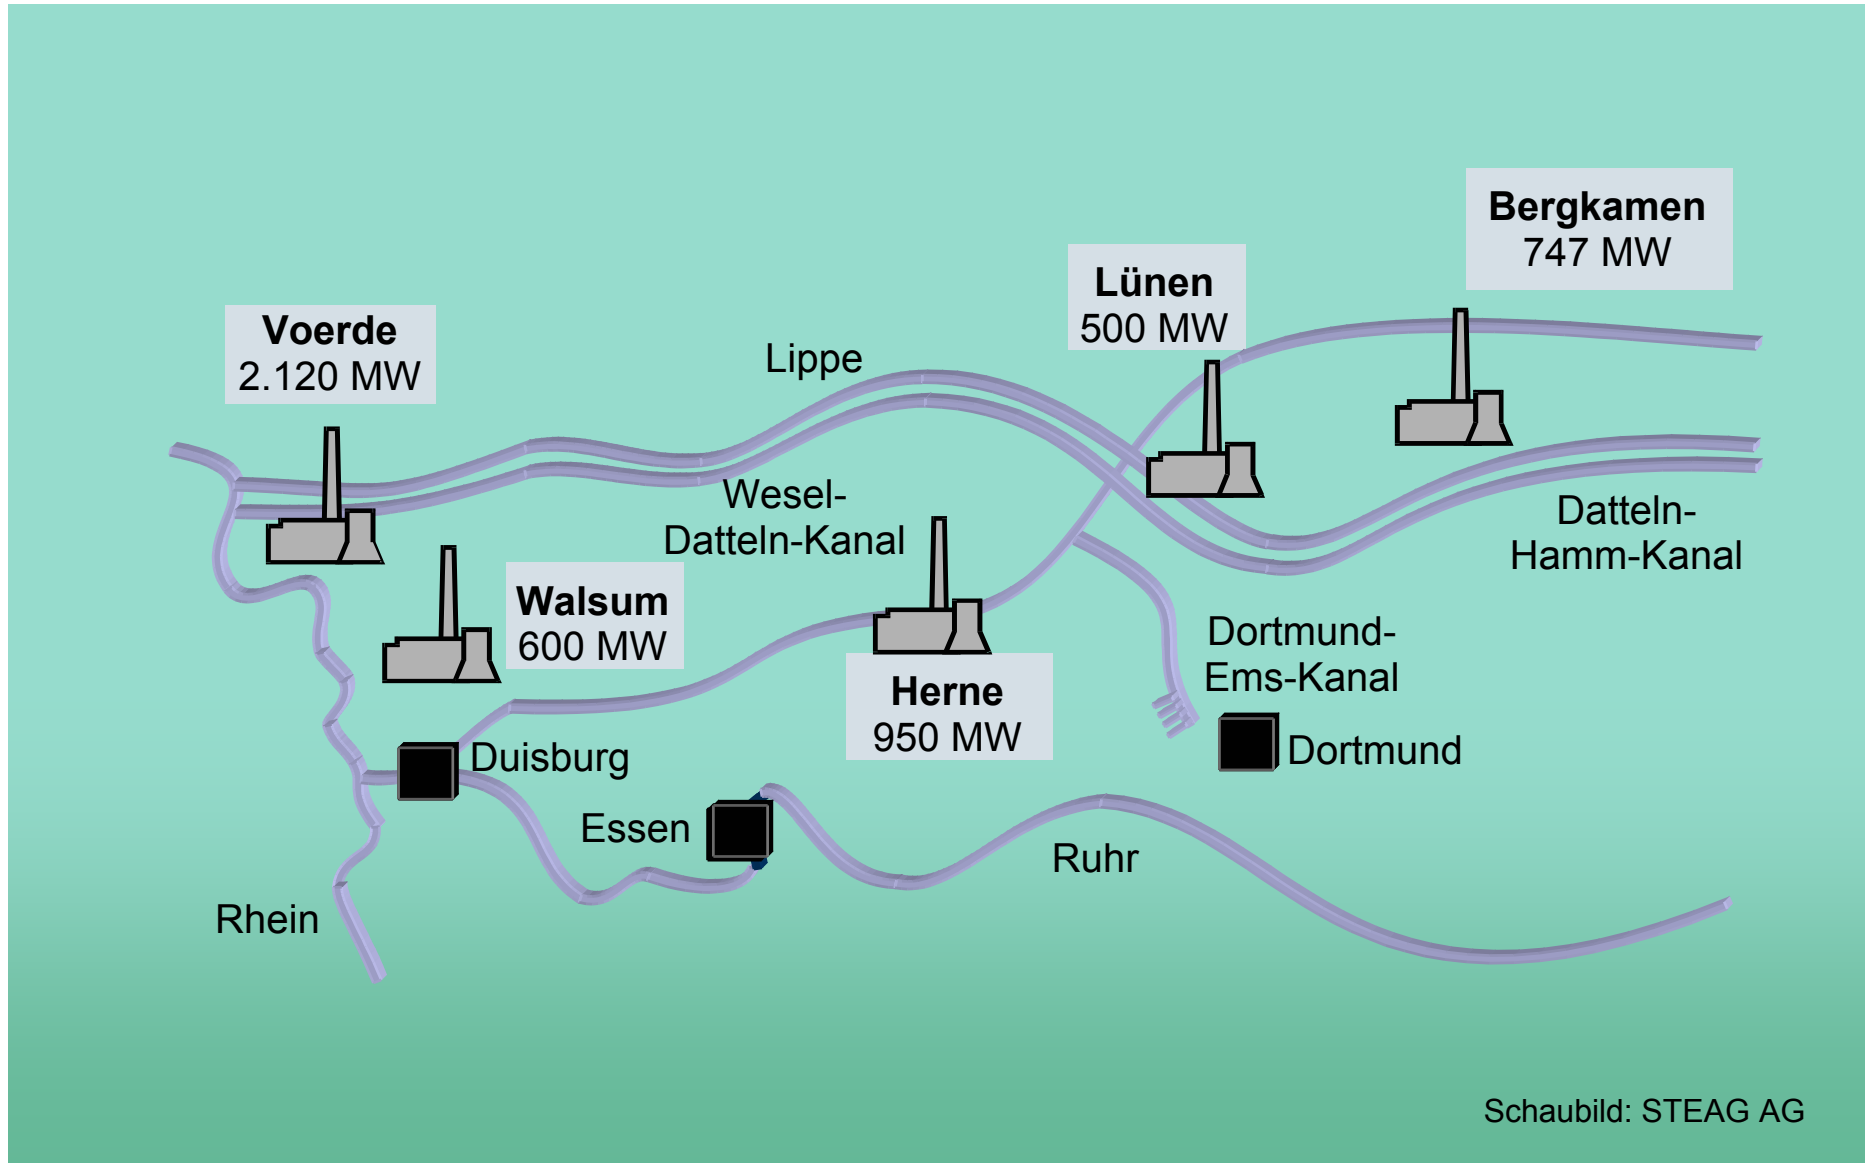 Bergkamen
747 MW
Lünen
500 MW
Voerde
2.120 MW
Lippe
Wesel-
Datteln-Kanal
Datteln-
Hamm-Kanal
Walsum
600 MW
Dortmund-
Ems-Kanal
Herne
950 MW
Duisburg
Dortmund
Essen
Ruhr
Rhein
Schaubild: STEAG AG